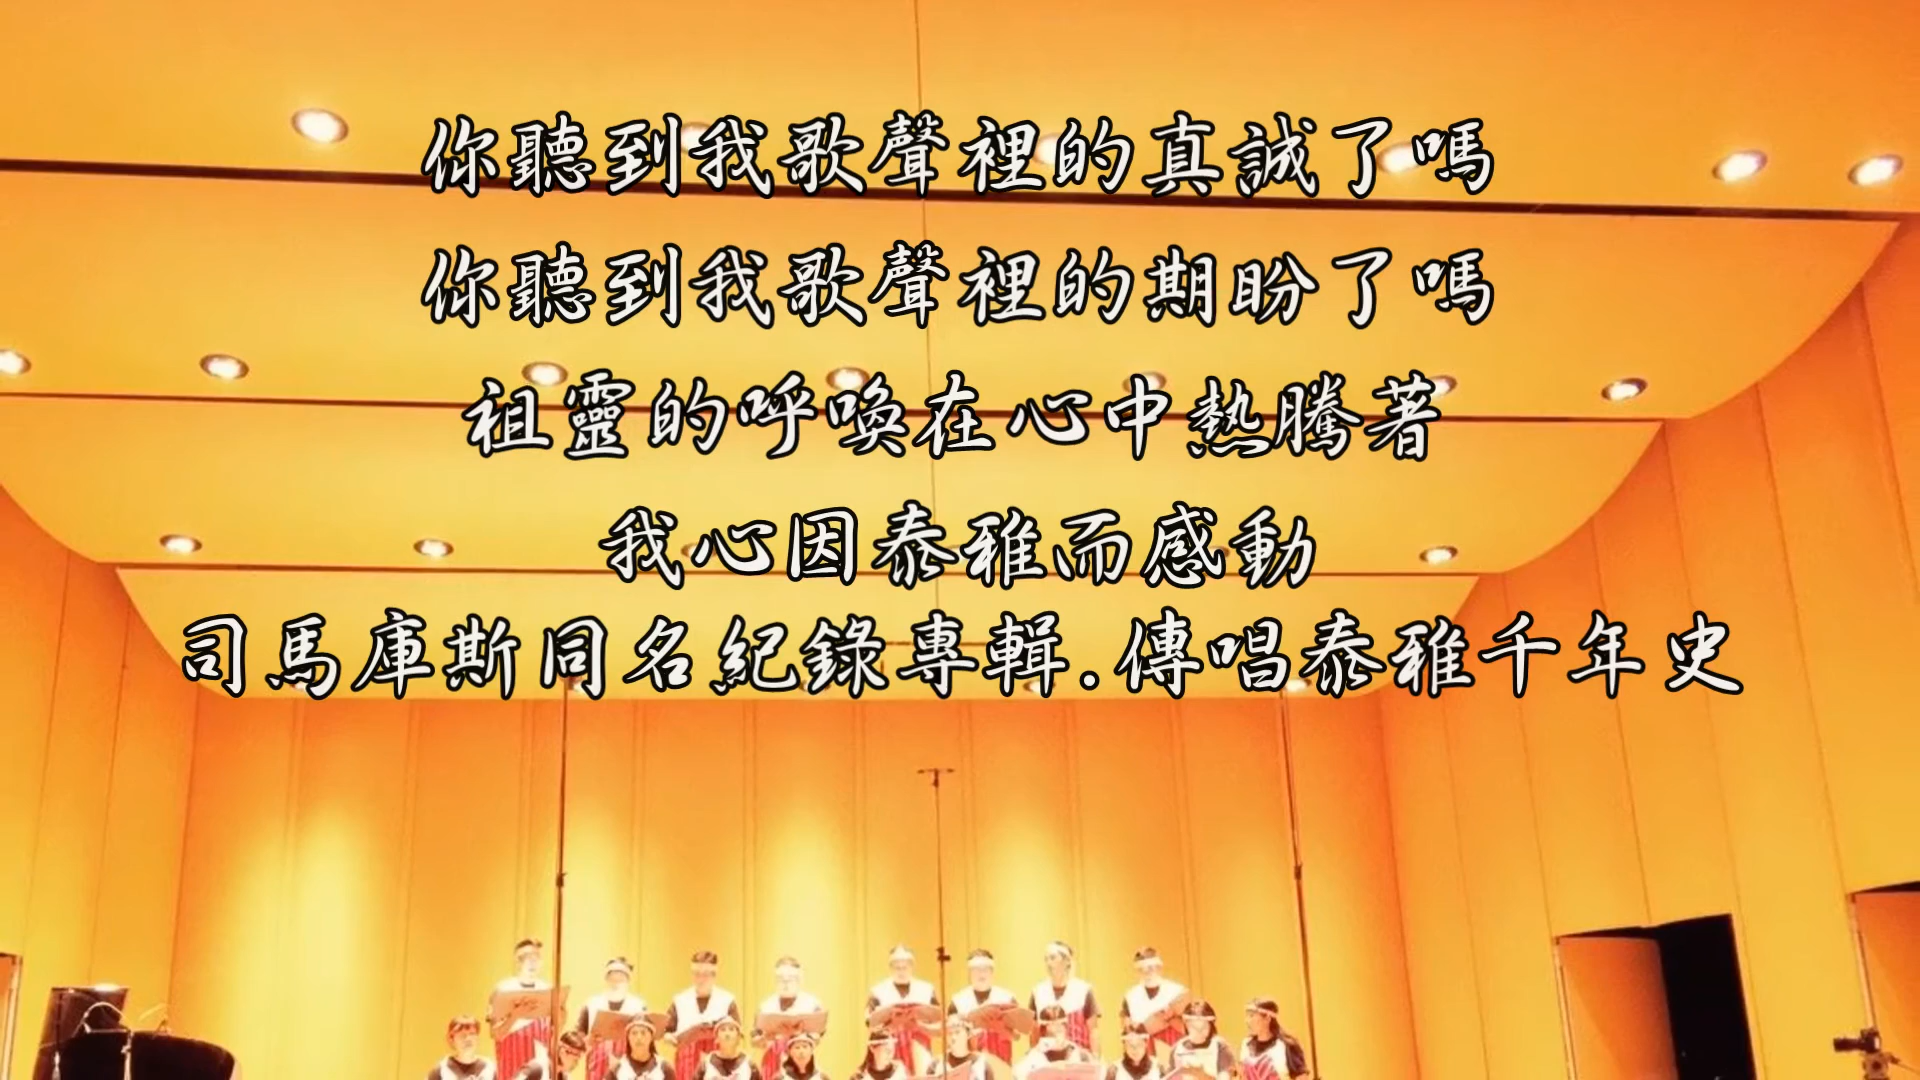 你聽到我歌聲裡的真誠了嗎
你聽到我歌聲裡的期盼了嗎
祖靈的呼喚在心中熱騰著
我心因泰雅而感動
司馬庫斯同名紀錄專輯.傳唱泰雅千年史